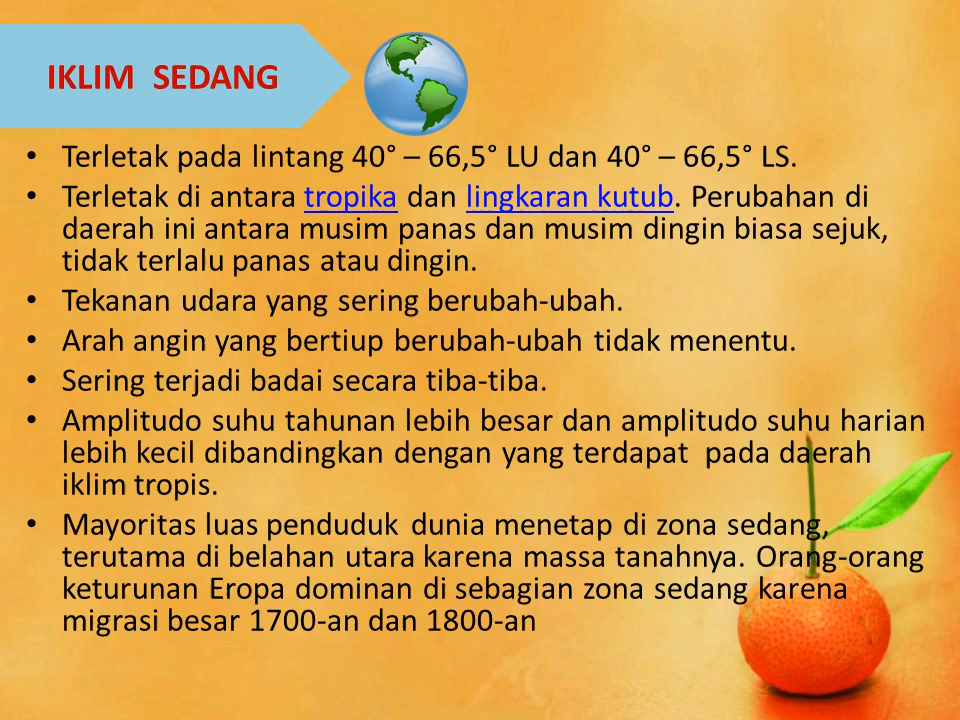 IKLIM SEDANG
• Terletak pada lintang 40° – 66,5° LU dan 40° – 66,5° LS.
• Terletak di antara tropika dan lingkaran kutub. Perubahan di
daerah ini antara musim panas dan musim dingin biasa sejuk,
tidak terlalu panas atau dingin.
• Tekanan udara yang sering berubah-ubah.
• Arah angin yang bertiup berubah-ubah tidak menentu.
• Sering terjadi badai secara tiba-tiba.
• Amplitudo suhu tahunan lebih besar dan amplitudo suhu harian
lebih kecil dibandingkan dengan yang terdapat pada daerah
iklim tropis.
• Mayoritas luas penduduk dunia menetap di zona sedang,
terutama di belahan utara karena massa tanahnya. Orang-orang
keturunan Eropa dominan di sebagian zona sedang karena
migrasi besar 1700-an dan 1800-an